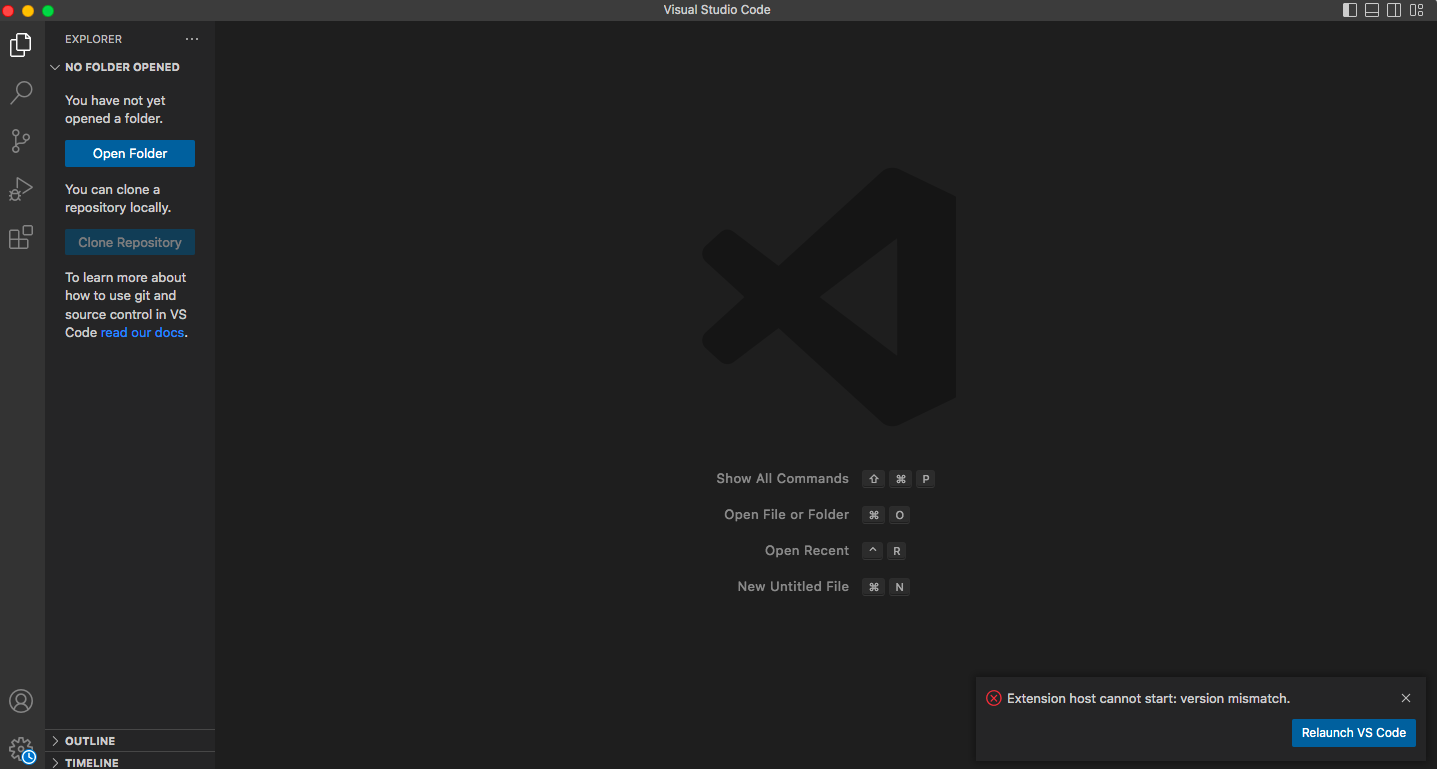 Visual Studio Code
EXPLORER
NO FOLDER OPENED
You have not yet
opened a folder.
Open Folder
You can clone a
repository locally.
Clone Repository
To learn more about
how to use git and
source control in VS
Code read our docs.
OUTLINE
TIMELINE
Show All Commands ⇧ ⌘ P
Open File or Folder ⌘ O
Open Recent ^ R
New Untitled File ⌘ N
Extension host cannot start: version mismatch.
Relaunch VS Code